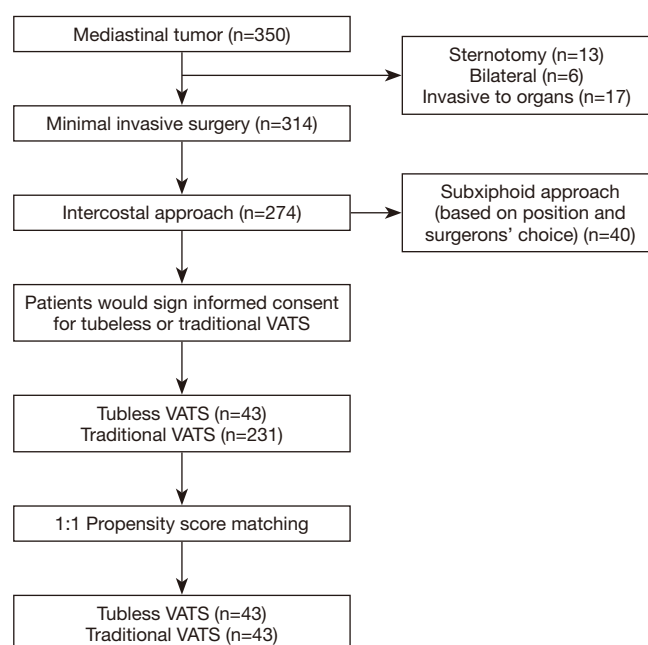 Mediastinal tumor (n=350)
Sternotomy (n=13)
Bilateral (n=6)
Invasive to organs (n=17)
Minimal invasive surgery (n=314)
Intercostal approach (n=274)
Subxiphoid approach
(based on position and
surgerons’ choice) (n=40)
Patients would sign informed consent
for tubeless or traditional VATS
Tubless VATS (n=43)
Traditional VATS (n=231)
1:1 Propensity score matching
Tubless VATS (n=43)
Traditional VATS (n=43)